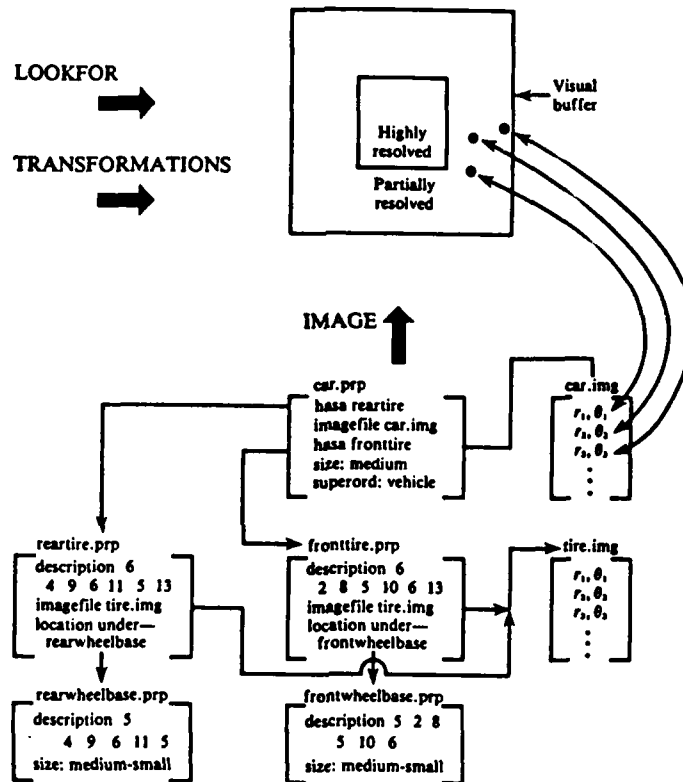 LOOKFOR
TRANSFORMATIONS
Visual
buffer
Highly
resolved
Partially
resolved
IMAGE
car.prp
hasa reartire
imagefile car.img
hasa fronttire
size: medium
superord: vehicle
car.img
r₁, θ₁
r₂, θ₂
r₃, θ₃
reartire.prp
description 6
4 9 6 11 5 13
imagefile tire.img
location under—
rearwheelbase
fronttire.prp
description 6
2 8 5 10 6 13
imagefile tire.img
location under—
frontwheelbase
tire.img
r₁, θ₁
r₂, θ₂
r₃, θ₃
rearwheelbase.prp
description 5
4 9 6 11 5
size: medium-small
frontwheelbase.prp
description 5 2 8
5 10 6
size: medium-small